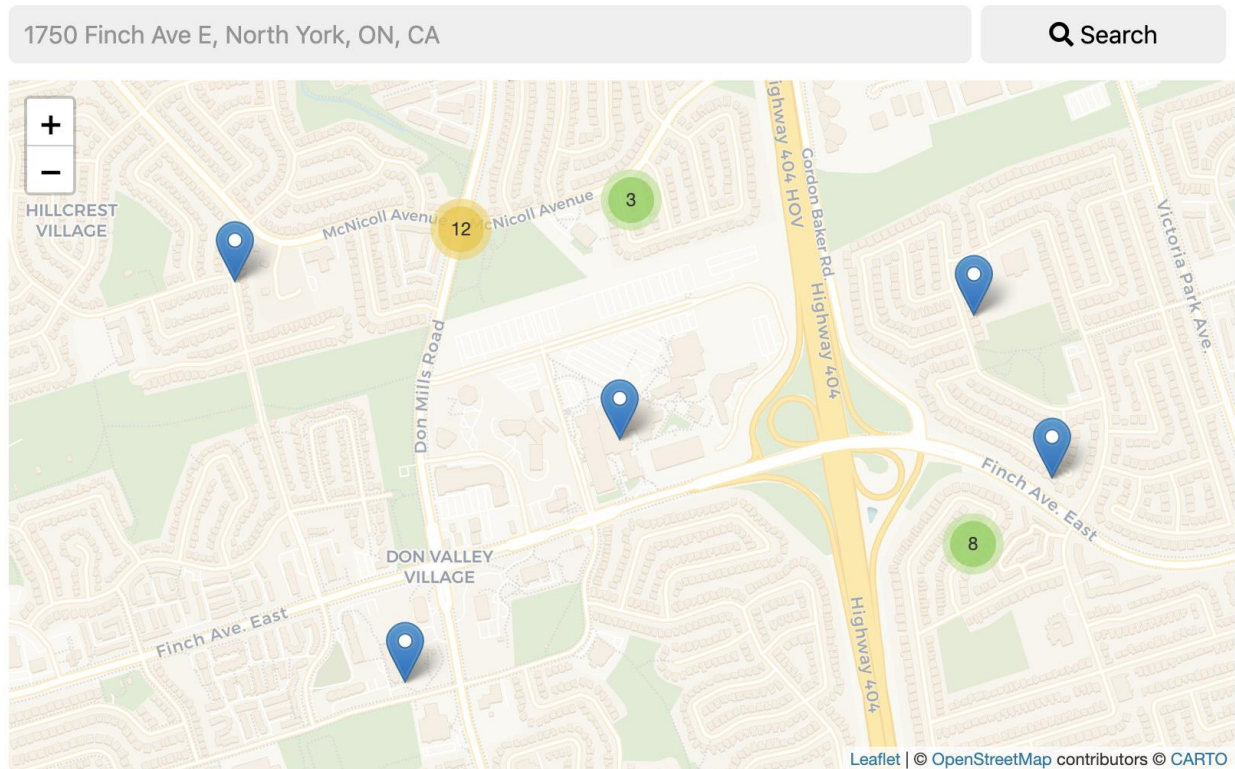 1750 Finch Ave E, North York, ON, CA
Search
+
−
HILLCREST
VILLAGE
McNicoll Avenue
McNicoll Avenue
12
3
Highway 404 HOV
Gordon Baker Rd.
Highway 404
Victoria Park Ave.
Don Mills Road
Finch Ave. East
8
DON VALLEY
VILLAGE
Finch Ave. East
Highway 404
Leaflet | © OpenStreetMap contributors © CARTO